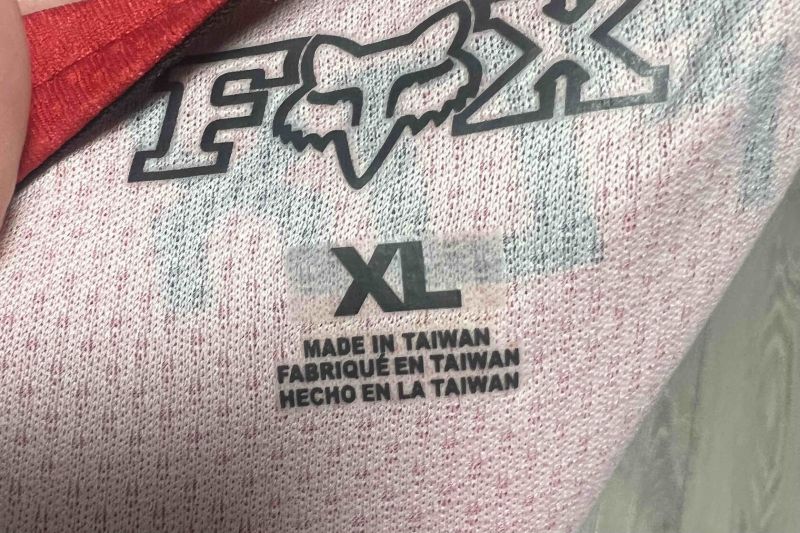 FOX
XL
MADE IN TAIWAN
FABRIQUÉ EN TAIWAN
HECHO EN LA TAIWAN